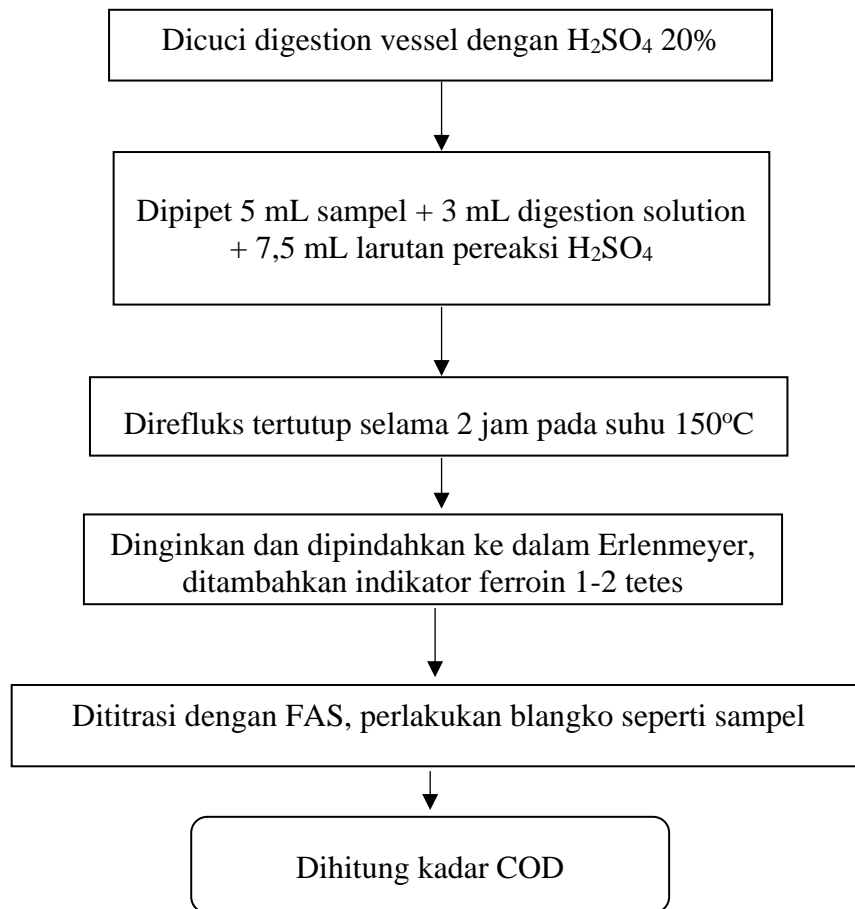 Dicuci digestion vessel dengan H₂SO₄ 20%
Dipipet 5 mL sampel + 3 mL digestion solution
+ 7,5 mL larutan pereaksi H₂SO₄
Direfluks tertutup selama 2 jam pada suhu 150ᵒC
Dinginkan dan dipindahkan ke dalam Erlenmeyer,
ditambahkan indikator ferroin 1-2 tetes
Dititrasi dengan FAS, perlakukan blangko seperti sampel
Dihitung kadar COD